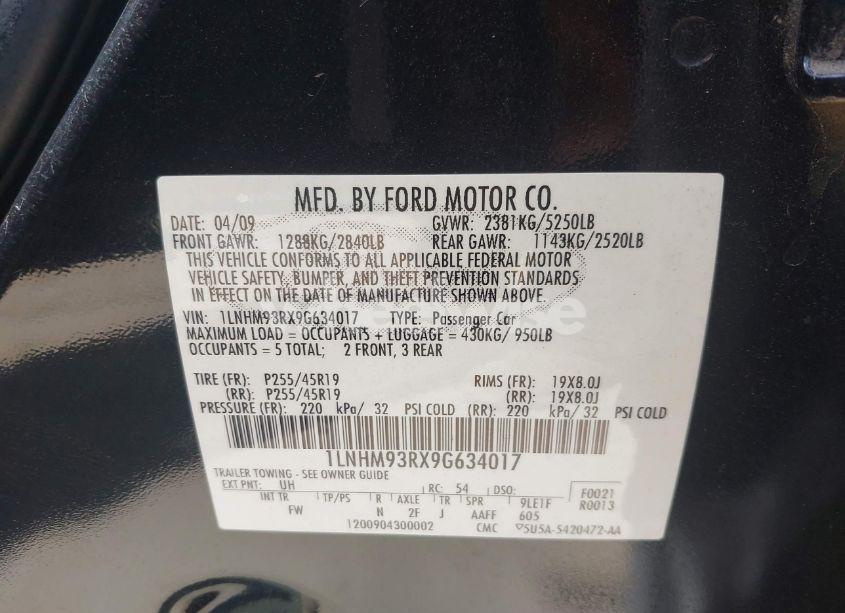 MFD. BY FORD MOTOR CO.
DATE: 04/09 GVWR: 2381KG/5250LB
FRONT GAWR: 1288KG/2840LB REAR GAWR: 1143KG/2520LB
THIS VEHICLE CONFORMS TO ALL APPLICABLE FEDERAL MOTOR
VEHICLE SAFETY, BUMPER, AND THEFT PREVENTION STANDARDS
IN EFFECT ON THE DATE OF MANUFACTURE SHOWN ABOVE.
VIN: 1LNHM93RX9G634017 TYPE: Passenger Car
MAXIMUM LOAD = OCCUPANTS + LUGGAGE = 430KG/ 950LB
OCCUPANTS = 5 TOTAL; 2 FRONT, 3 REAR
TIRE (FR): P255/45R19 RIMS (FR): 19X8.0J
(RR): P255/45R19 (RR): 19X8.0J
PRESSURE (FR): 220 kPa/ 32 PSI COLD (RR): 220 kPa/ 32 PSI COLD
1LNHM93RX9G634017
TRAILER TOWING - SEE OWNER GUIDE
EXT PNT: UH RC: 54 DSO: F0021
INT TR TP/PS R AXLE TR SPR 9LE1F R0013
FW N 2F J AAFF 605
1200904300002 CMC 5U5A-5420472-AA